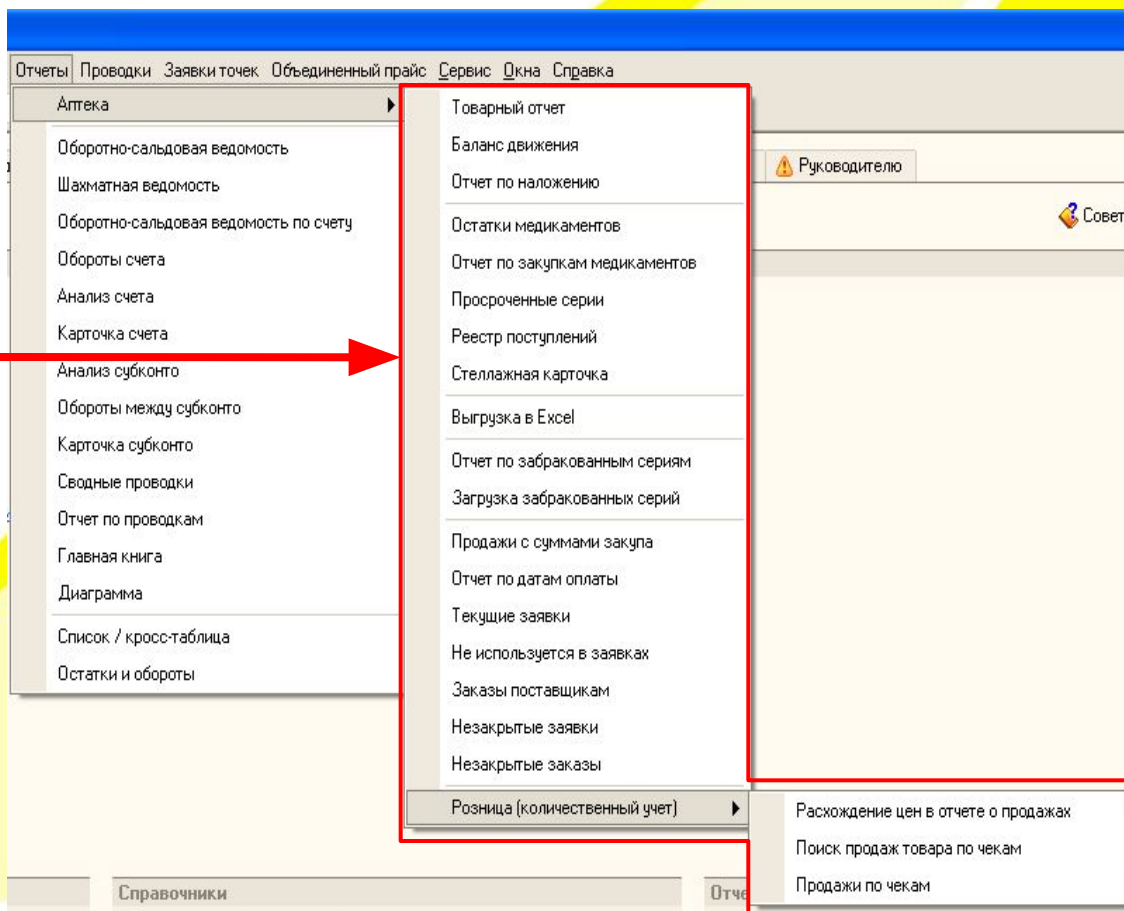 Отчеты Проводки Заявки точек Объединенный прайс Сервис Окна Справка
Аптека
Оборотно-сальдовая ведомость
Шахматная ведомость
Оборотно-сальдовая ведомость по счету
Обороты счета
Анализ счета
Карточка счета
Анализ субконто
Обороты между субконто
Карточка субконто
Сводные проводки
Отчет по проводкам
Главная книга
Диаграмма
Список / кросс-таблица
Остатки и обороты
Товарный отчет
Баланс движения
Отчет по наложению
Остатки медикаментов
Отчет по закупкам медикаментов
Просроченные серии
Реестр поступлений
Стеллажная карточка
Выгрузка в Excel
Отчет по забракованным сериям
Загрузка забракованных серий
Продажи с суммами закупа
Отчет по датам оплаты
Текущие заявки
Не используется в заявках
Заказы поставщикам
Незакрытые заявки
Незакрытые заказы
Розница (количественный учет)
Расхождение цен в отчете о продажах
Поиск продаж товара по чекам
Продажи по чекам
Руководителю
Совет
Справочники
Отче